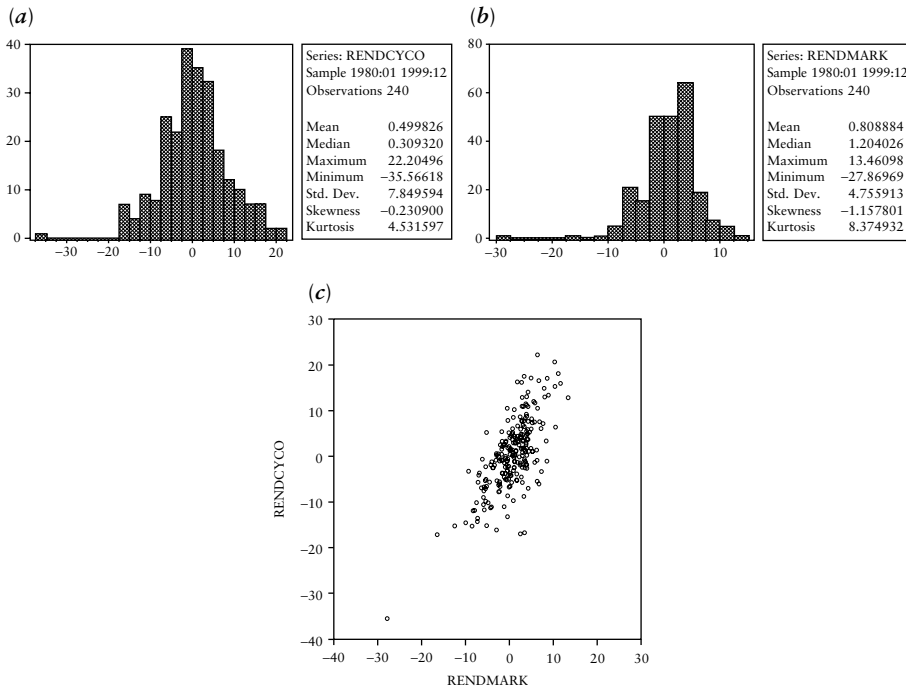 (a)
40
30
20
10
0
−30 −20 −10 0 10 20
Series: RENDCYCO
Sample 1980:01 1999:12
Observations 240
Mean 0.499826
Median 0.309320
Maximum 22.20496
Minimum −35.56618
Std. Dev. 7.849594
Skewness −0.230900
Kurtosis 4.531597
(b)
80
60
40
20
0
−30 −20 −10 0 10
Series: RENDMARK
Sample 1980:01 1999:12
Observations 240
Mean 0.808884
Median 1.204026
Maximum 13.46098
Minimum −27.86969
Std. Dev. 4.755913
Skewness −1.157801
Kurtosis 8.374932
(c)
30
20
10
0
−10
−20
−30
−40
RENDCYCO
−40 −30 −20 −10 0 10 20 30
RENDMARK